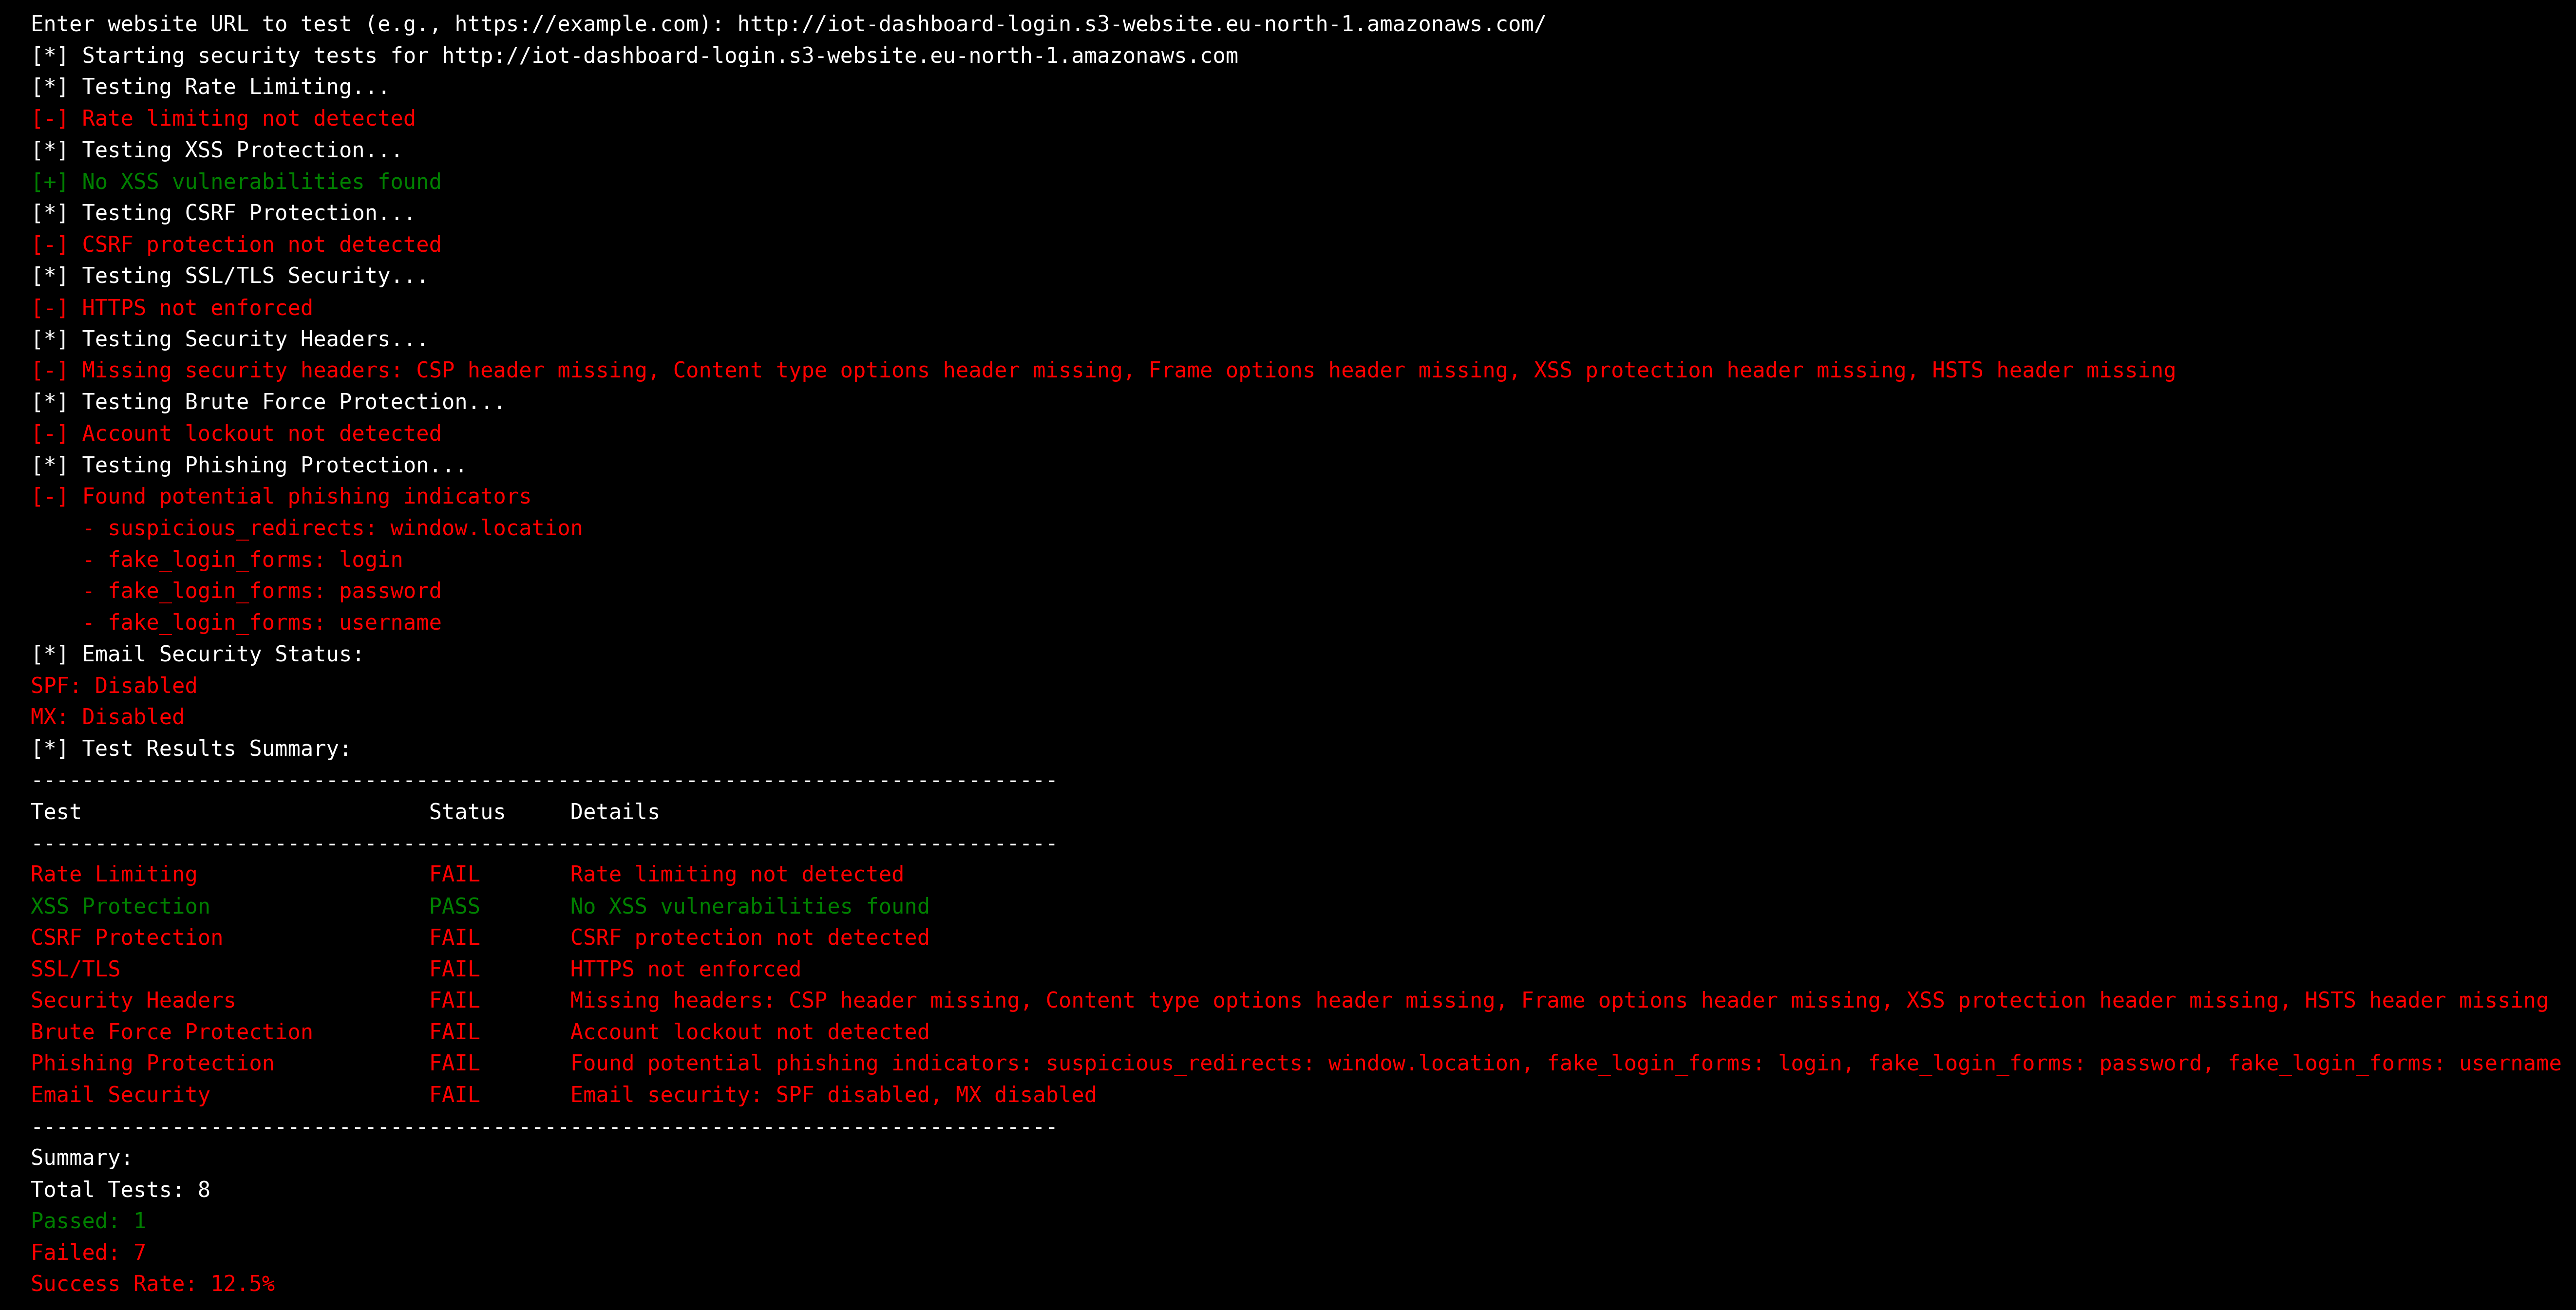 Enter website URL to test (e.g., https://example.com): http://iot-dashboard-login.s3-website.eu-north-1.amazonaws.com/
[*] Starting security tests for http://iot-dashboard-login.s3-website.eu-north-1.amazonaws.com
[*] Testing Rate Limiting...
[-] Rate limiting not detected
[*] Testing XSS Protection...
[+] No XSS vulnerabilities found
[*] Testing CSRF Protection...
[-] CSRF protection not detected
[*] Testing SSL/TLS Security...
[-] HTTPS not enforced
[*] Testing Security Headers...
[-] Missing security headers: CSP header missing, Content type options header missing, Frame options header missing, XSS protection header missing, HSTS header missing
[*] Testing Brute Force Protection...
[-] Account lockout not detected
[*] Testing Phishing Protection...
[-] Found potential phishing indicators
    - suspicious_redirects: window.location
    - fake_login_forms: login
    - fake_login_forms: password
    - fake_login_forms: username
[*] Email Security Status:
SPF: Disabled
MX: Disabled
[*] Test Results Summary:
--------------------------------------------------------------------------------
Test                           Status     Details
--------------------------------------------------------------------------------
Rate Limiting                  FAIL       Rate limiting not detected
XSS Protection                 PASS       No XSS vulnerabilities found
CSRF Protection                FAIL       CSRF protection not detected
SSL/TLS                        FAIL       HTTPS not enforced
Security Headers               FAIL       Missing headers: CSP header missing, Content type options header missing, Frame options header missing, XSS protection header missing, HSTS header missing
Brute Force Protection         FAIL       Account lockout not detected
Phishing Protection            FAIL       Found potential phishing indicators: suspicious_redirects: window.location, fake_login_forms: login, fake_login_forms: password, fake_login_forms: username
Email Security                 FAIL       Email security: SPF disabled, MX disabled
--------------------------------------------------------------------------------
Summary:
Total Tests: 8
Passed: 1
Failed: 7
Success Rate: 12.5%